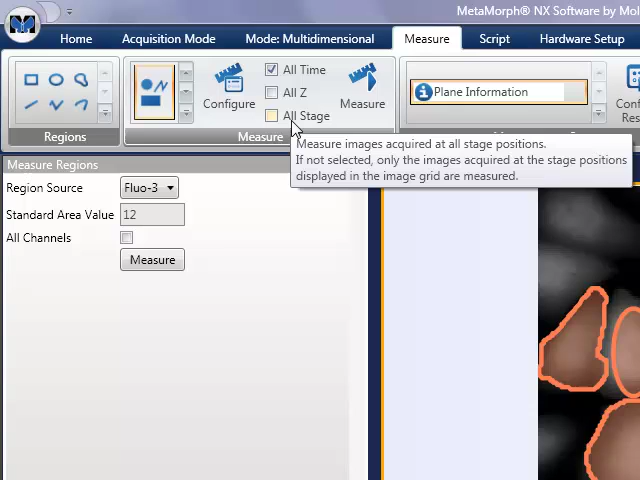 MetaMorph® NX Software by Mol
Home
Acquisition Mode
Mode: Multidimensional
Measure
Script
Hardware Setup
All Time
All Z
All Stage
Configure
Measure
Plane Information
Config
Res
Regions
Measure
Measure images acquired at all stage positions.
If not selected, only the images acquired at the stage positions
displayed in the image grid are measured.
Measure Regions
Region Source
Fluo-3
Standard Area Value
12
All Channels
Measure